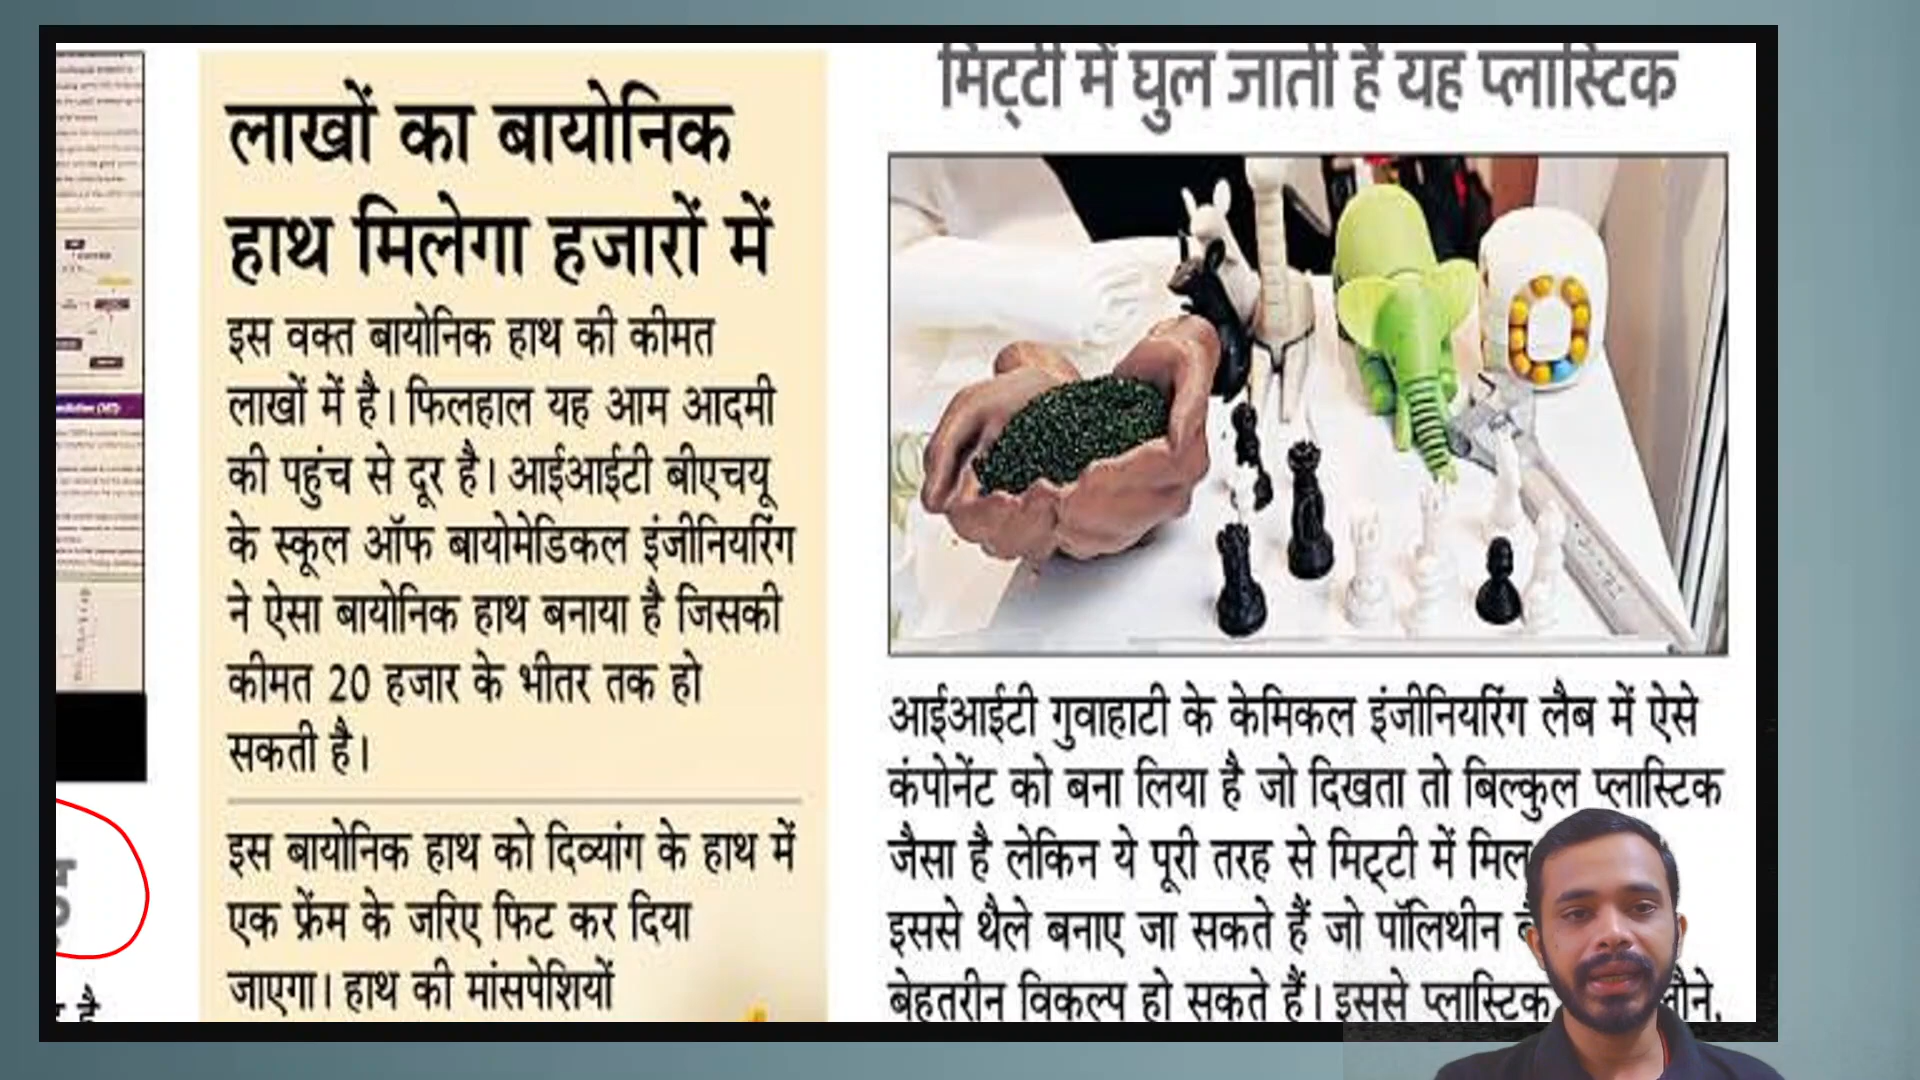 लाखों का बायोनिक
हाथ मिलेगा हजारों में
इस वक्त बायोनिक हाथ की कीमत
लाखों में है। फिलहाल यह आम आदमी
की पहुंच से दूर है। आईआईटी बीएचयू
के स्कूल ऑफ बायोमेडिकल इंजीनियरिंग
ने ऐसा बायोनिक हाथ बनाया है जिसकी
कीमत 20 हजार के भीतर तक हो
सकती है।
इस बायोनिक हाथ को दिव्यांग के हाथ में
एक फ्रेंम के जरिए फिट कर दिया
जाएगा। हाथ की मांसपेशियों
मिट्टी में घुल जाती है यह प्लास्टिक
आईआईटी गुवाहाटी के केमिकल इंजीनियरिंग लैब में ऐसे
कंपोनेंट को बना लिया है जो दिखता तो बिल्कुल प्लास्टिक
जैसा है लेकिन ये पूरी तरह से मिट्टी में मिल
इससे थैले बनाए जा सकते हैं जो पॉलिथीन
बेहतरीन विकल्प हो सकते हैं। इससे प्लास्टिक